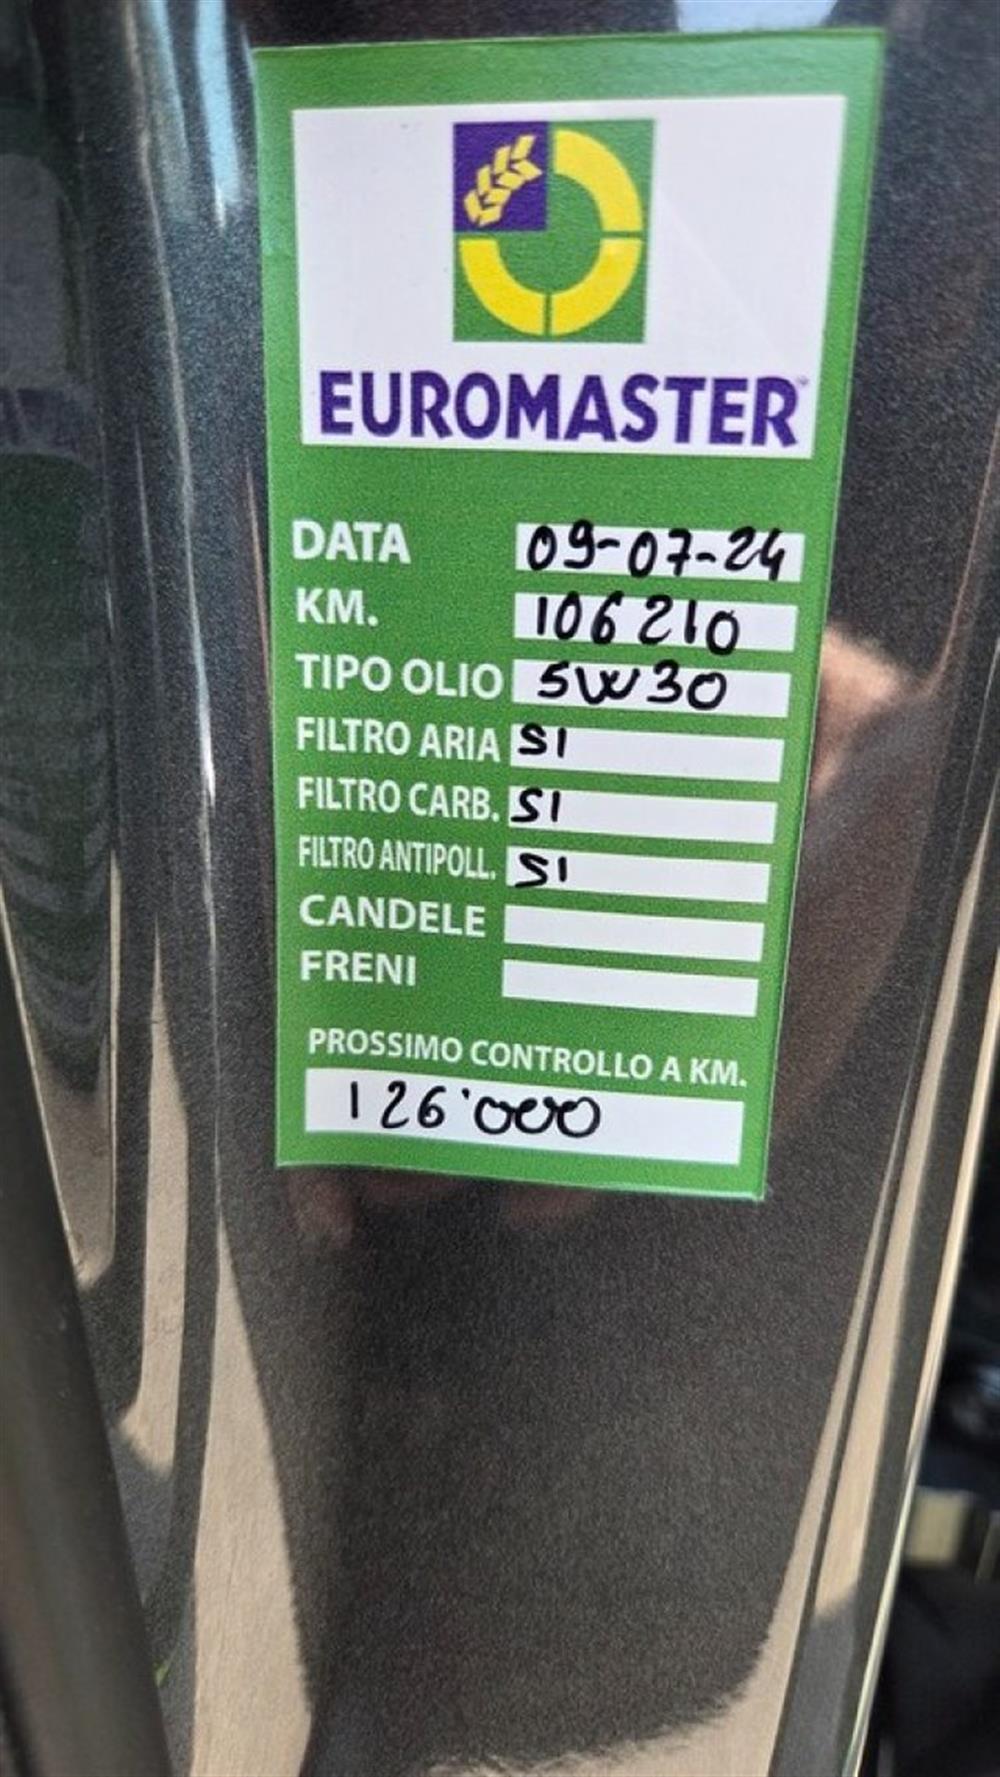 EUROMASTER
DATA 09-07-24
KM. 106210
TIPO OLIO 5W30
FILTRO ARIA SI
FILTRO CARB. SI
FILTRO ANTIPOLL. SI
CANDELE
FRENI
PROSSIMO CONTROLLO A KM.
126'000